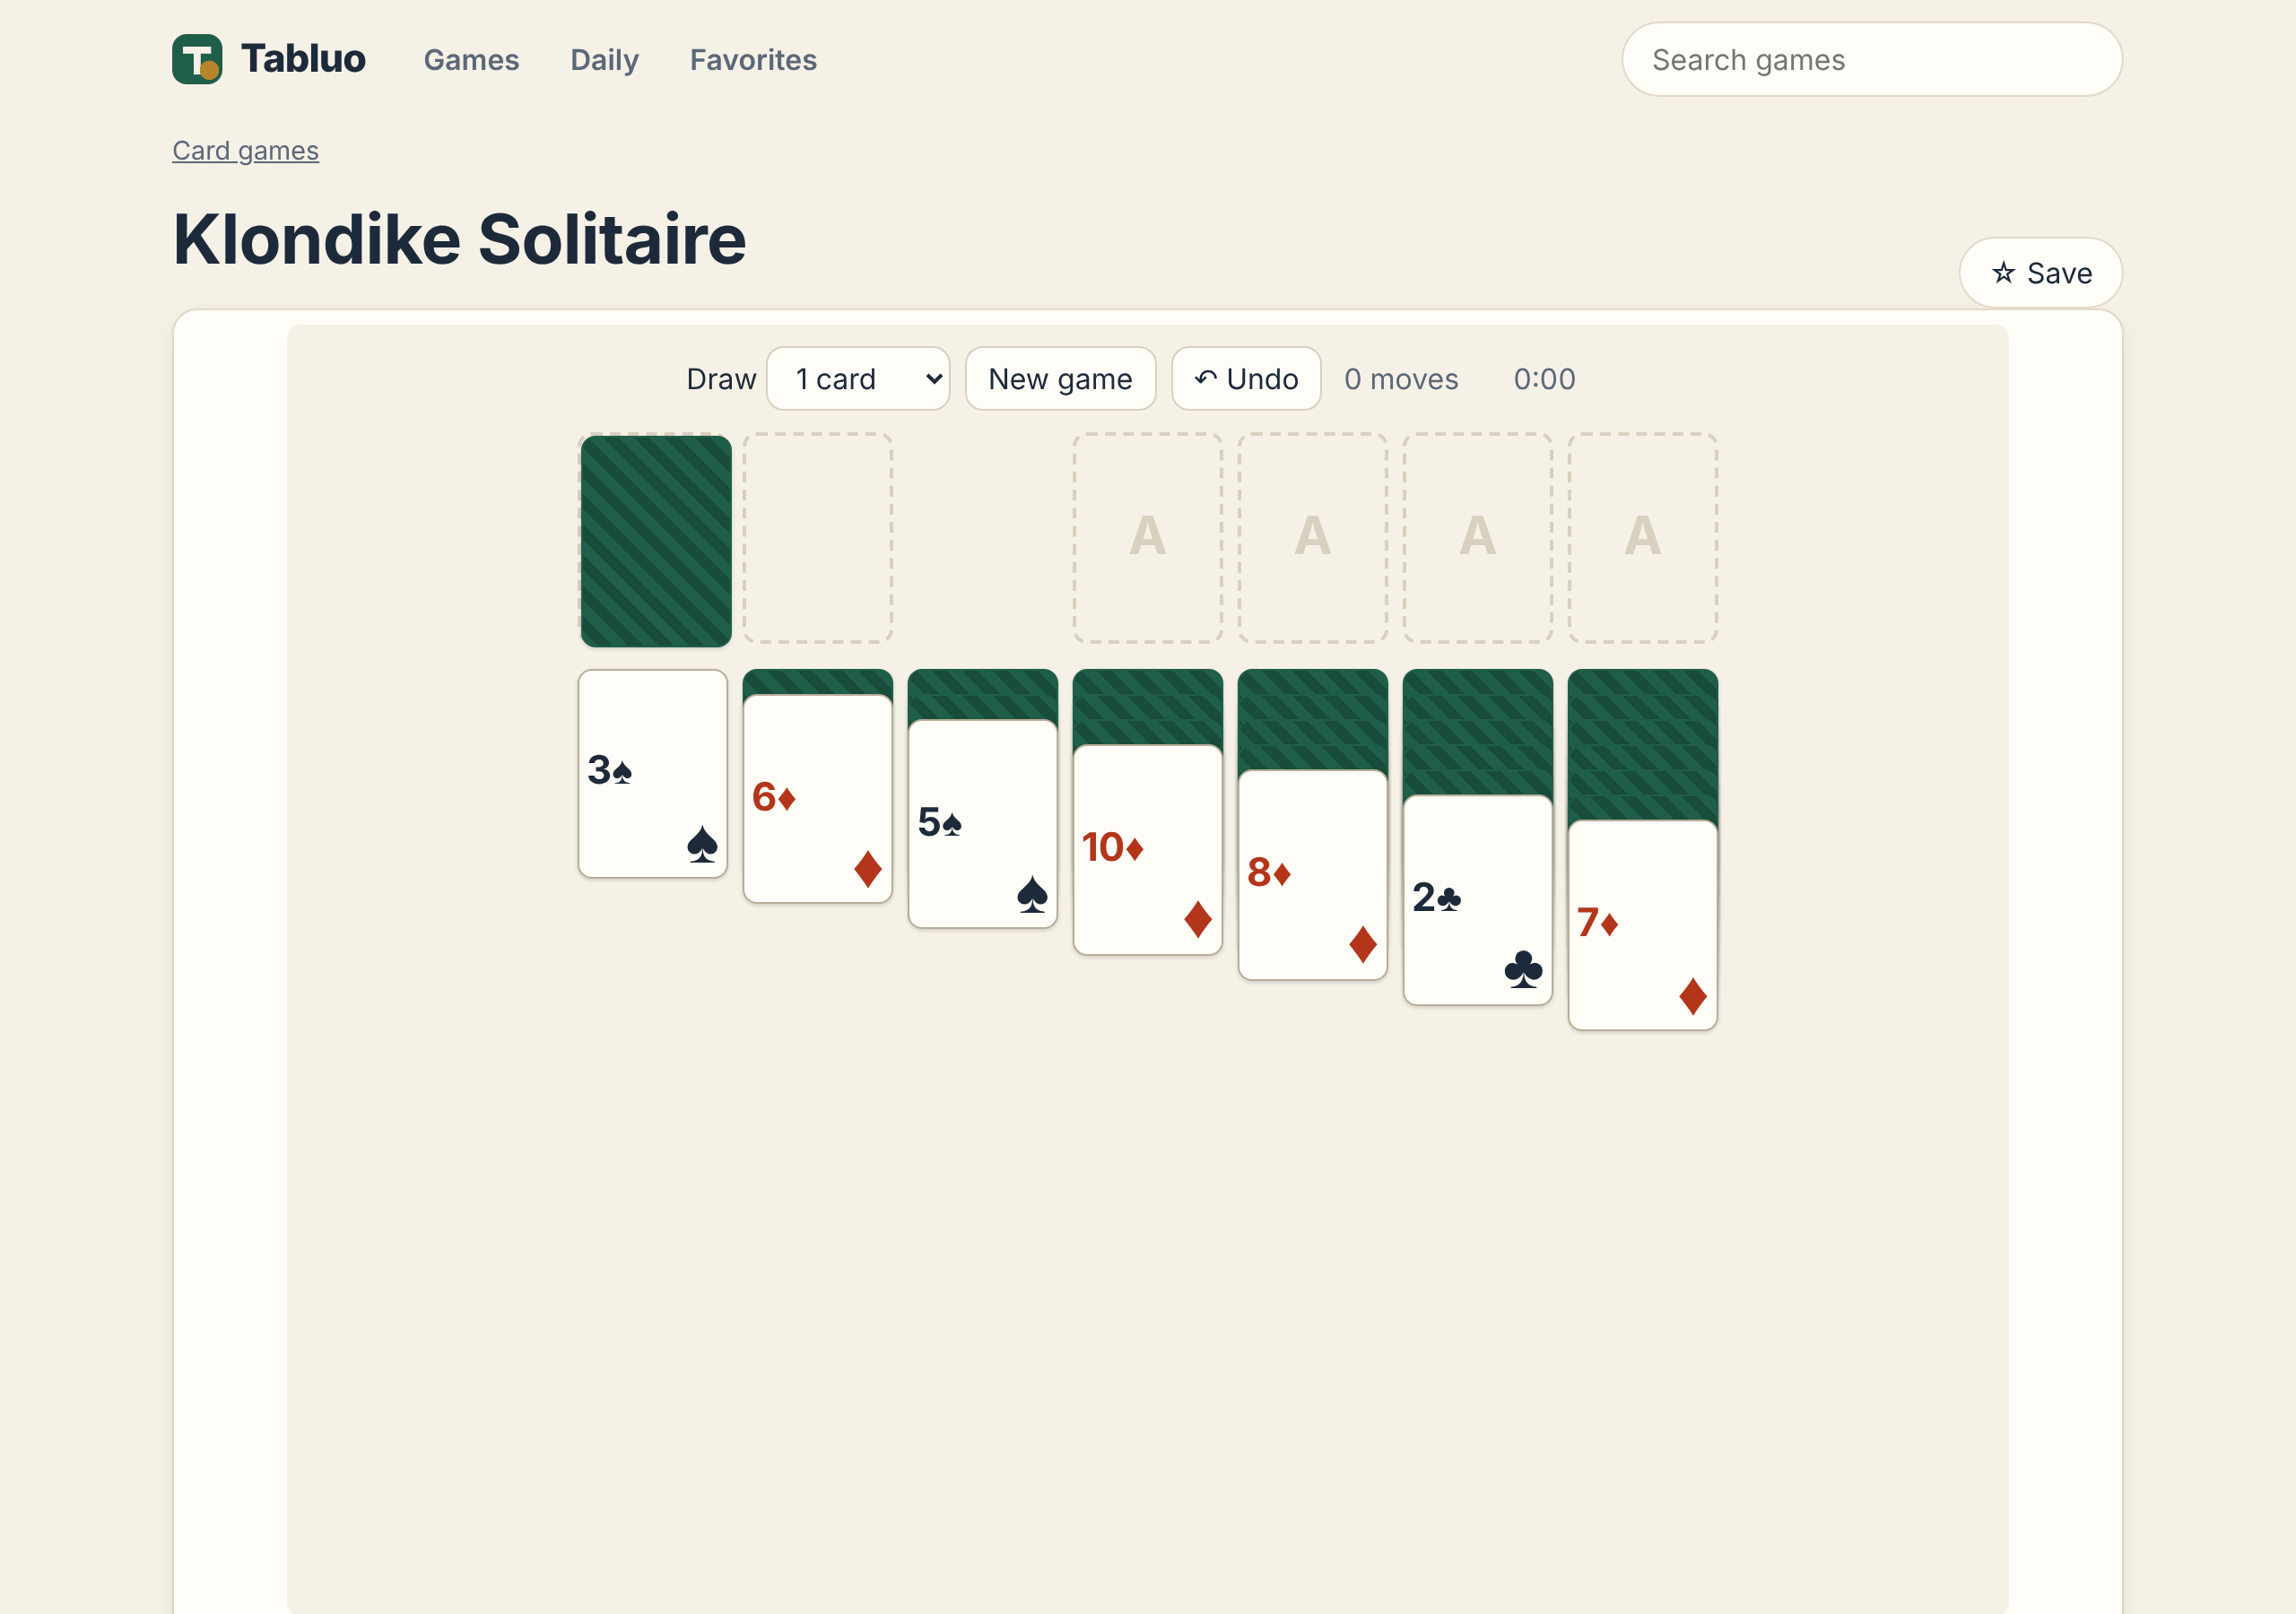 T Tabluo Games Daily Favorites Search games
Card games
Klondike Solitaire
☆ Save
Draw 1 card New game ↶ Undo 0 moves 0:00
A A A A
3♠ 6♦ 5♠ 10♦ 8♦ 2♣ 7♦